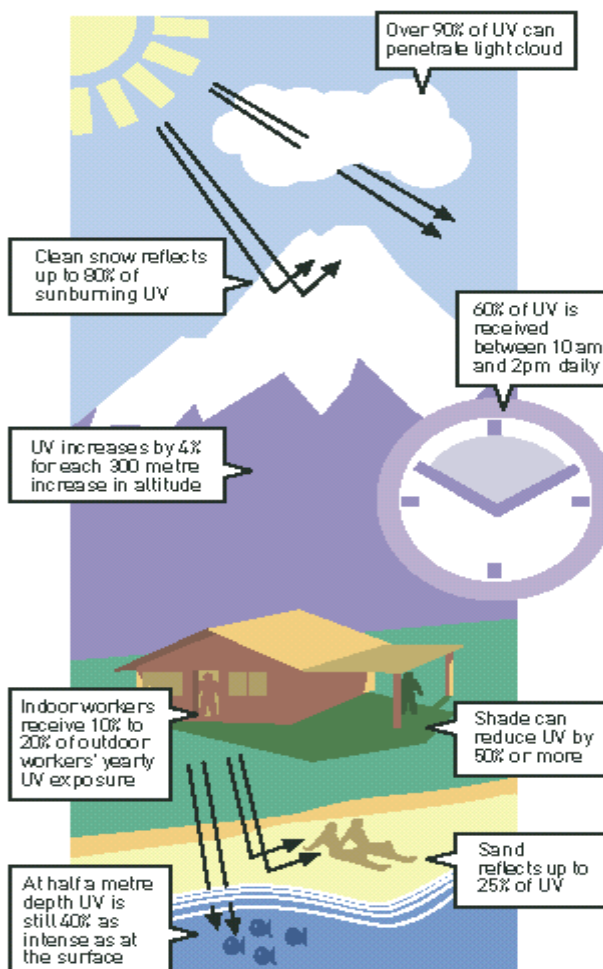 Over 90% of UV can
penetrate light cloud
Clean snow reflects
up to 80% of
sunburning UV
60% of UV is
received
between 10 am
and 2pm daily
UV increases by 4%
for each 300 metre
increase in altitude
Indoor workers
receive 10% to
20% of outdoor
workers' yearly
UV exposure
Shade can
reduce UV by
50% or more
Sand
reflects up to
25% of UV
At half a metre
depth UV is
still 40% as
intense as at
the surface